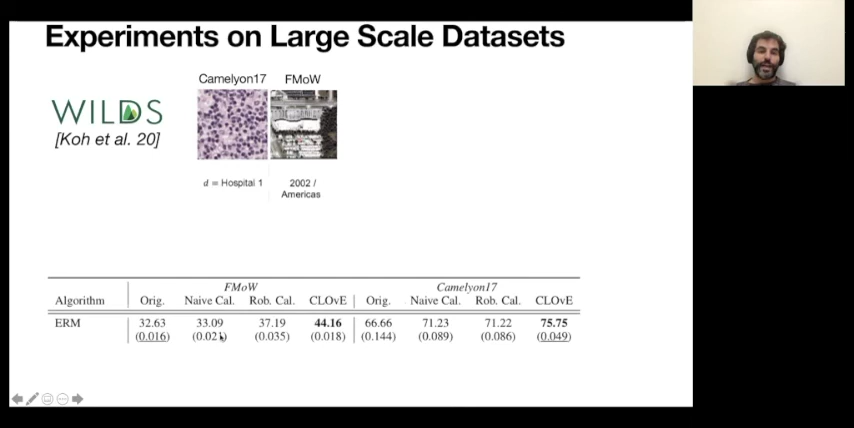 Experiments on Large Scale Datasets
Camelyon17 FMoW
WILDS
[Koh et al. 20]
d = Hospital 1 2002 /
Americas
FMoW Camelyon17
Algorithm Orig. Naive Cal. Rob. Cal. CLOvE Orig. Naive Cal. Rob. Cal. CLOvE
ERM 32.63 33.09 37.19 44.16 66.66 71.23 71.22 75.75
(0.016) (0.021) (0.035) (0.018) (0.144) (0.089) (0.086) (0.049)